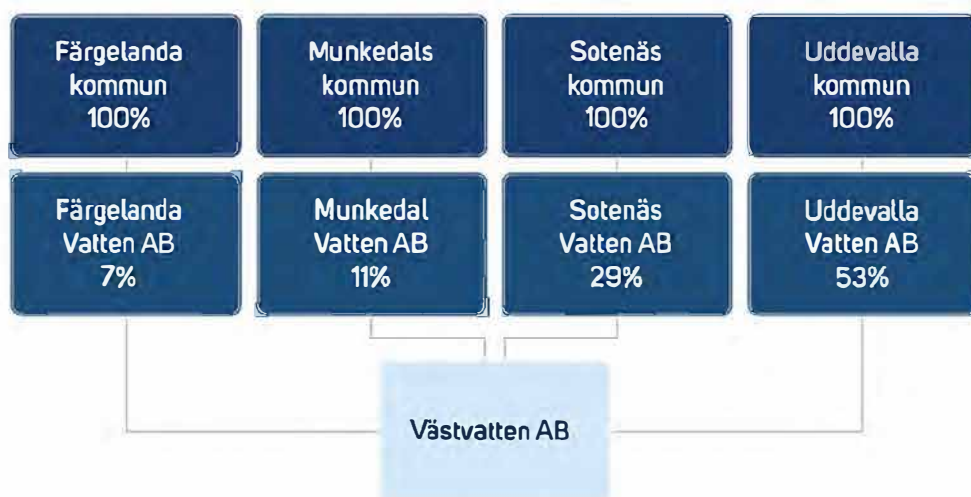 Färgelanda
kommun
100%
Munkedals
kommun
100%
Sotenäs
kommun
100%
Uddevalla
kommun
100%
Färgelanda
Vatten AB
7%
Munkedal
Vatten AB
11%
Sotenäs
Vatten AB
29%
Uddevalla
Vatten AB
53%
Västvatten AB